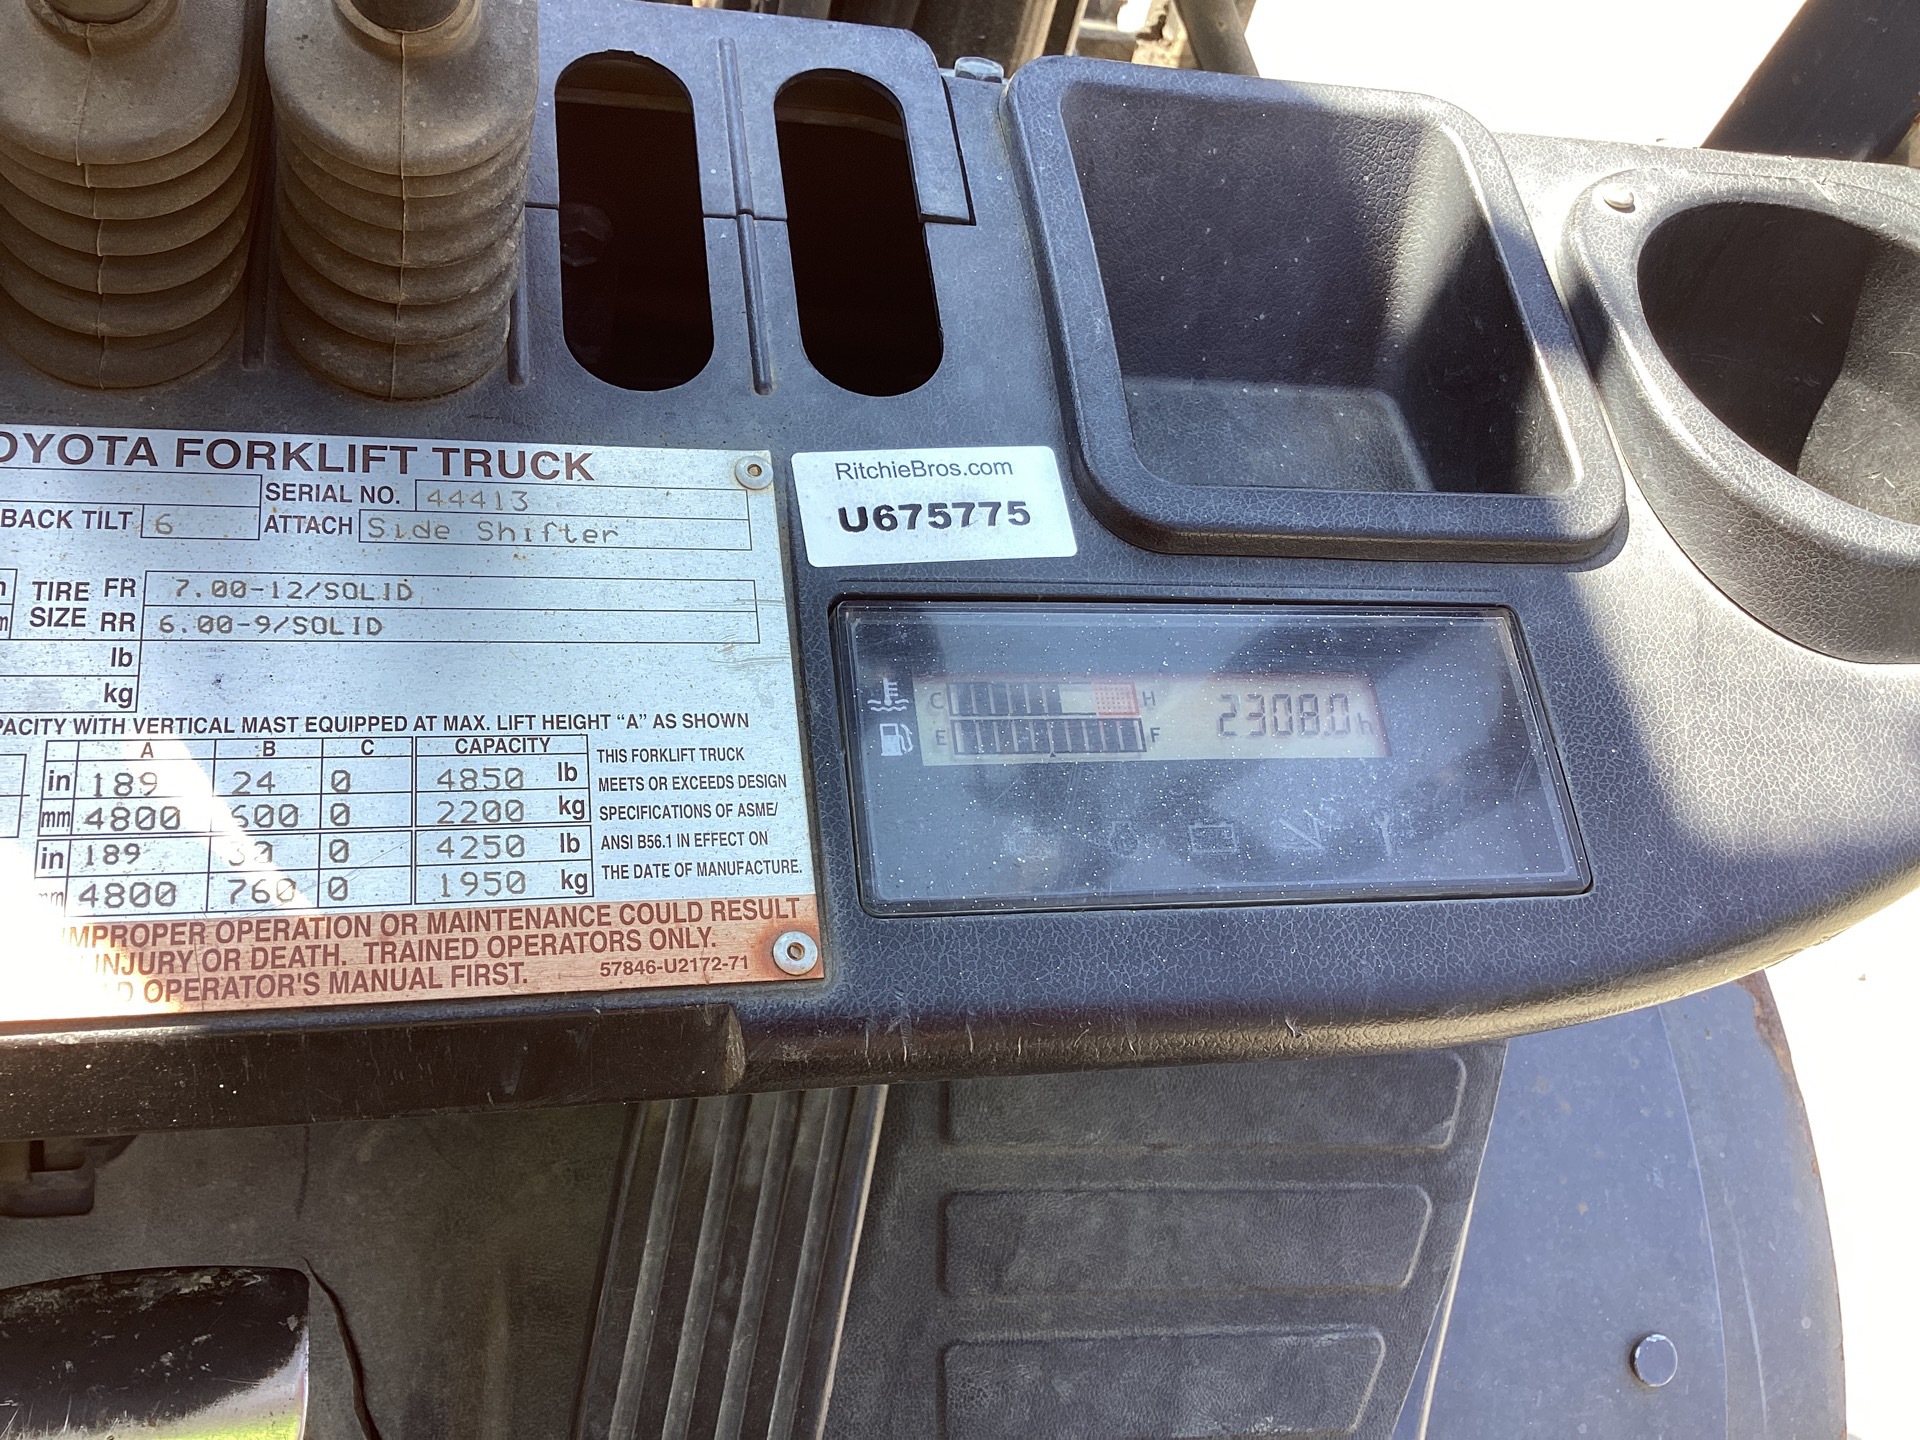 OYOTA FORKLIFT TRUCK
SERIAL NO. 44413
BACK TILT 6 ATTACH Side Shifter
TIRE SIZE
FR 7.00-12/SOLID
RR 6.00-9/SOLID
lb
kg
PACITY WITH VERTICAL MAST EQUIPPED AT MAX. LIFT HEIGHT "A" AS SHOWN
A B C CAPACITY
in 189 24 0 4850 lb
mm 4800 600 0 2200 kg
in 189 30 0 4250 lb
mm 4800 760 0 1950 kg
THIS FORKLIFT TRUCK
MEETS OR EXCEEDS DESIGN
SPECIFICATIONS OF ASME/
ANSI B56.1 IN EFFECT ON
THE DATE OF MANUFACTURE.
IMPROPER OPERATION OR MAINTENANCE COULD RESULT
INJURY OR DEATH. TRAINED OPERATORS ONLY.
OPERATOR'S MANUAL FIRST.
57846-U2172-71
RitchieBros.com
U675775
C H
E F
2308.0 h